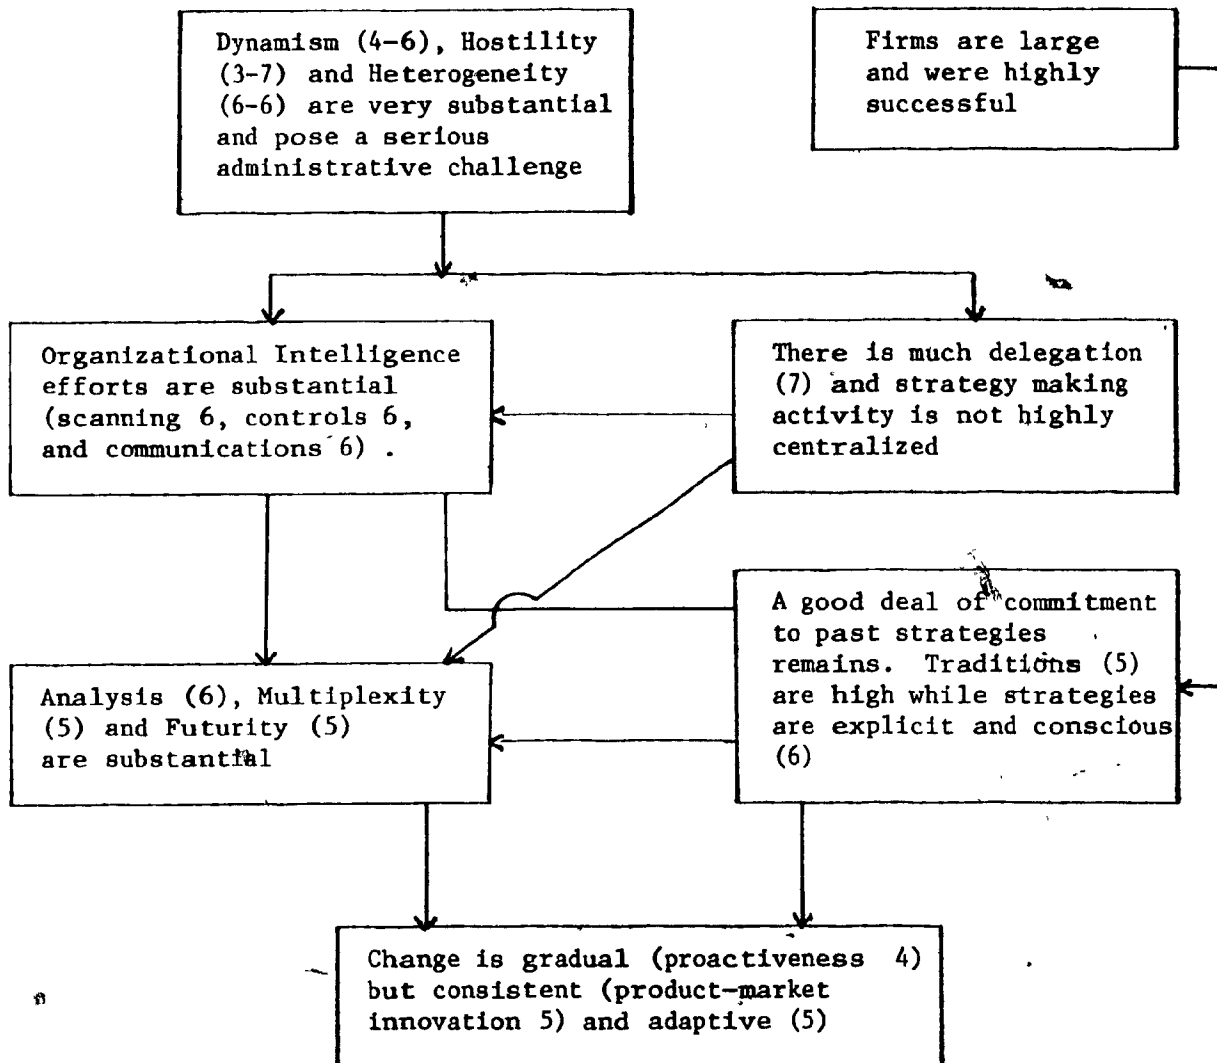 Dynamism (4-6), Hostility
(3-7) and Heterogeneity
(6-6) are very substantial
and pose a serious
administrative challenge
Firms are large
and were highly
successful
Organizational Intelligence
efforts are substantial
(scanning 6, controls 6,
and communications 6) .
There is much delegation
(7) and strategy making
activity is not highly
centralized
A good deal of commitment
to past strategies
remains. Traditions (5)
are high while strategies
are explicit and conscious
(6)
Analysis (6), Multiplexity
(5) and Futurity (5)
are substantial
Change is gradual (proactiveness 4)
but consistent (product-market
innovation 5) and adaptive (5)